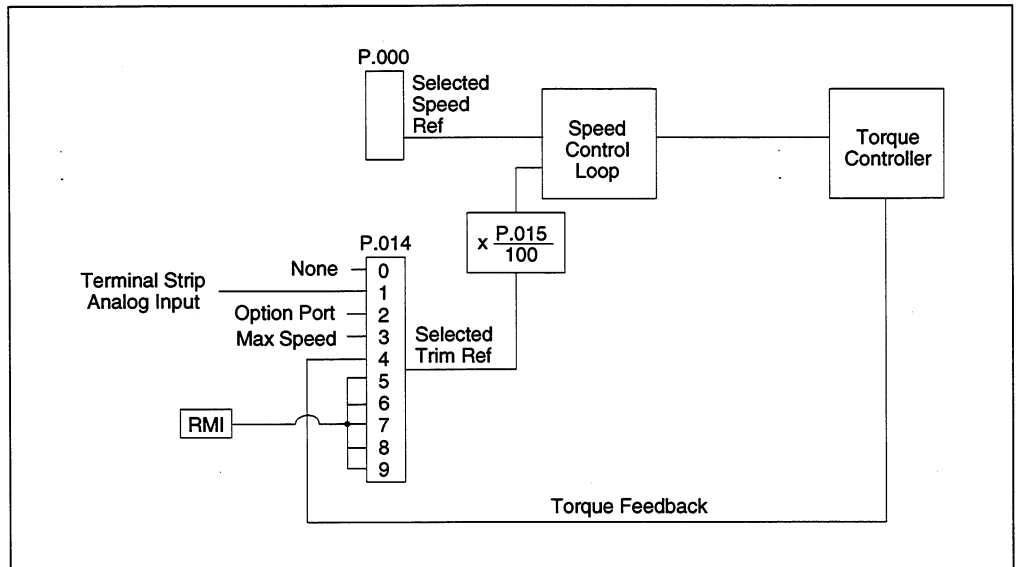 P.000
Selected
Speed
Ref
Speed
Control
Loop
Torque
Controller
x P.015
100
P.014
None 0
Terminal Strip
Analog Input
1
Option Port 2
Max Speed 3
Selected
Trim Ref
4
5
6
RMI
7
8
9
Torque Feedback